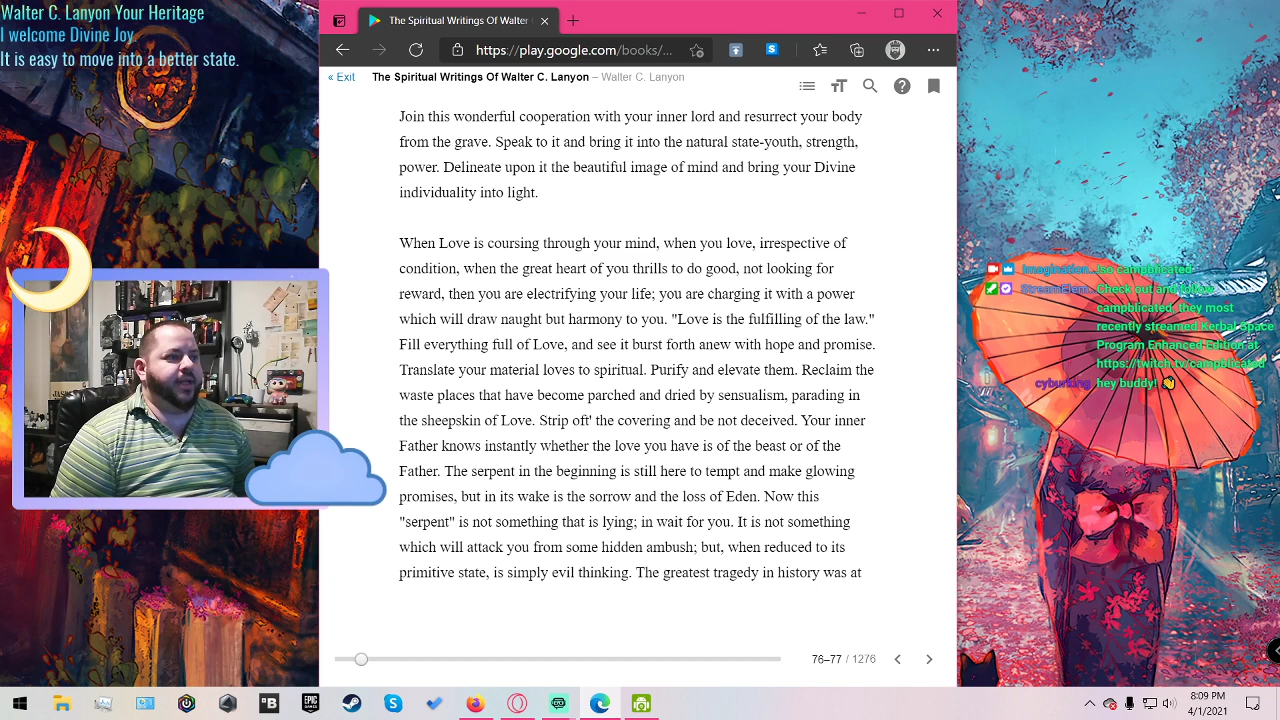 Walter C. Lanyon Your Heritage
I welcome Divine Joy
It is easy to move into a better state.
The Spiritual Writings Of Walter
https://play.google.com/books/...
« Exit
The Spiritual Writings Of Walter C. Lanyon – Walter C. Lanyon
Join this wonderful cooperation with your inner lord and resurrect your body
from the grave. Speak to it and bring it into the natural state-youth, strength,
power. Delineate upon it the beautiful image of mind and bring your Divine
individuality into light.
When Love is coursing through your mind, when you love, irrespective of
condition, when the great heart of you thrills to do good, not looking for
reward, then you are electrifying your life; you are charging it with a power
which will draw naught but harmony to you. "Love is the fulfilling of the law."
Fill everything full of Love, and see it burst forth anew with hope and promise.
Titivate your material loves to spiritual. Purify and elevate them. Reclaim the
waste places that have become parched and dried by sensualism, parading in
the sheepskin of Love. Strip oft' the covering and be not deceived. Your inner
Father knows instantly whether the love you have is of the beast or of the
Father. The serpent in the beginning is still here to tempt and make glowing
promises, but in its wake is the sorrow and the loss of Eden. Now this
"serpent" is not something that is lying; in wait for you. It is not something
which will attack you from some hidden ambush; but, when reduced to its
primitive state, is simply evil thinking. The greatest tragedy in history was at
76–77 / 1276
Imagination... !so campblicated
StreamElem... Check out and follow
campblicated, they most
recently streamed Kerbal Space
Program Enhanced Edition at
https://twitch.tv/campblicated
cyburking hey buddy! 👋
EPIC
GAMES
8:09 PM
4/1/2021